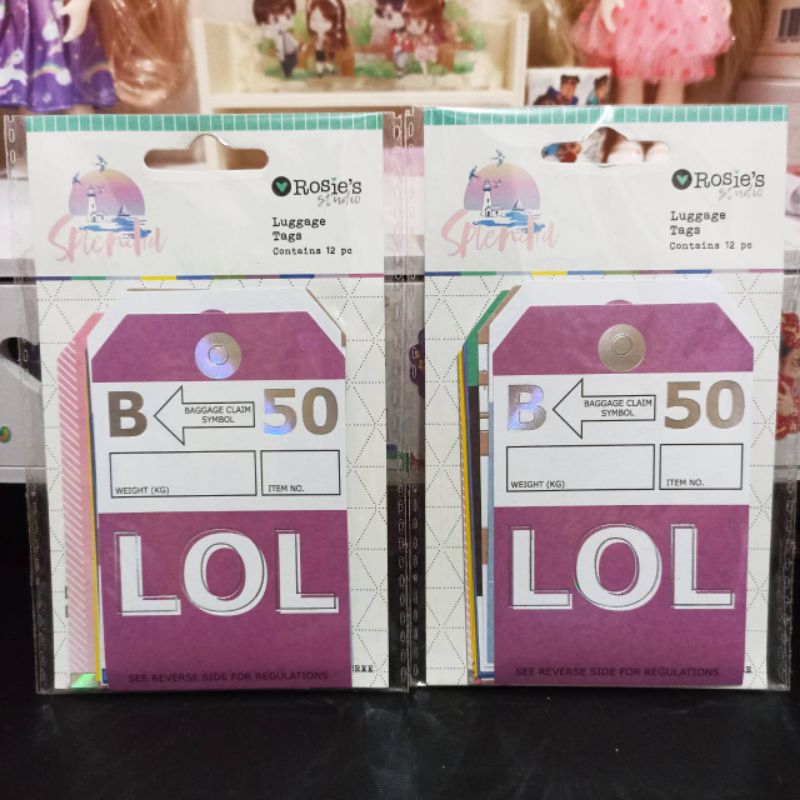 Splendid
Rosie's
studio
Luggage
Tags
Contains 12 pc
B
BAGGAGE CLAIM
SYMBOL
50
WEIGHT (KG)
ITEM NO.
LOL
SEE REVERSE SIDE FOR REGULATIONS
Splendid
Rosie's
studio
Luggage
Tags
Contains 12 pc
B
BAGGAGE CLAIM
SYMBOL
50
WEIGHT (KG)
ITEM NO.
LOL
SEE REVERSE SIDE FOR REGULATIONS